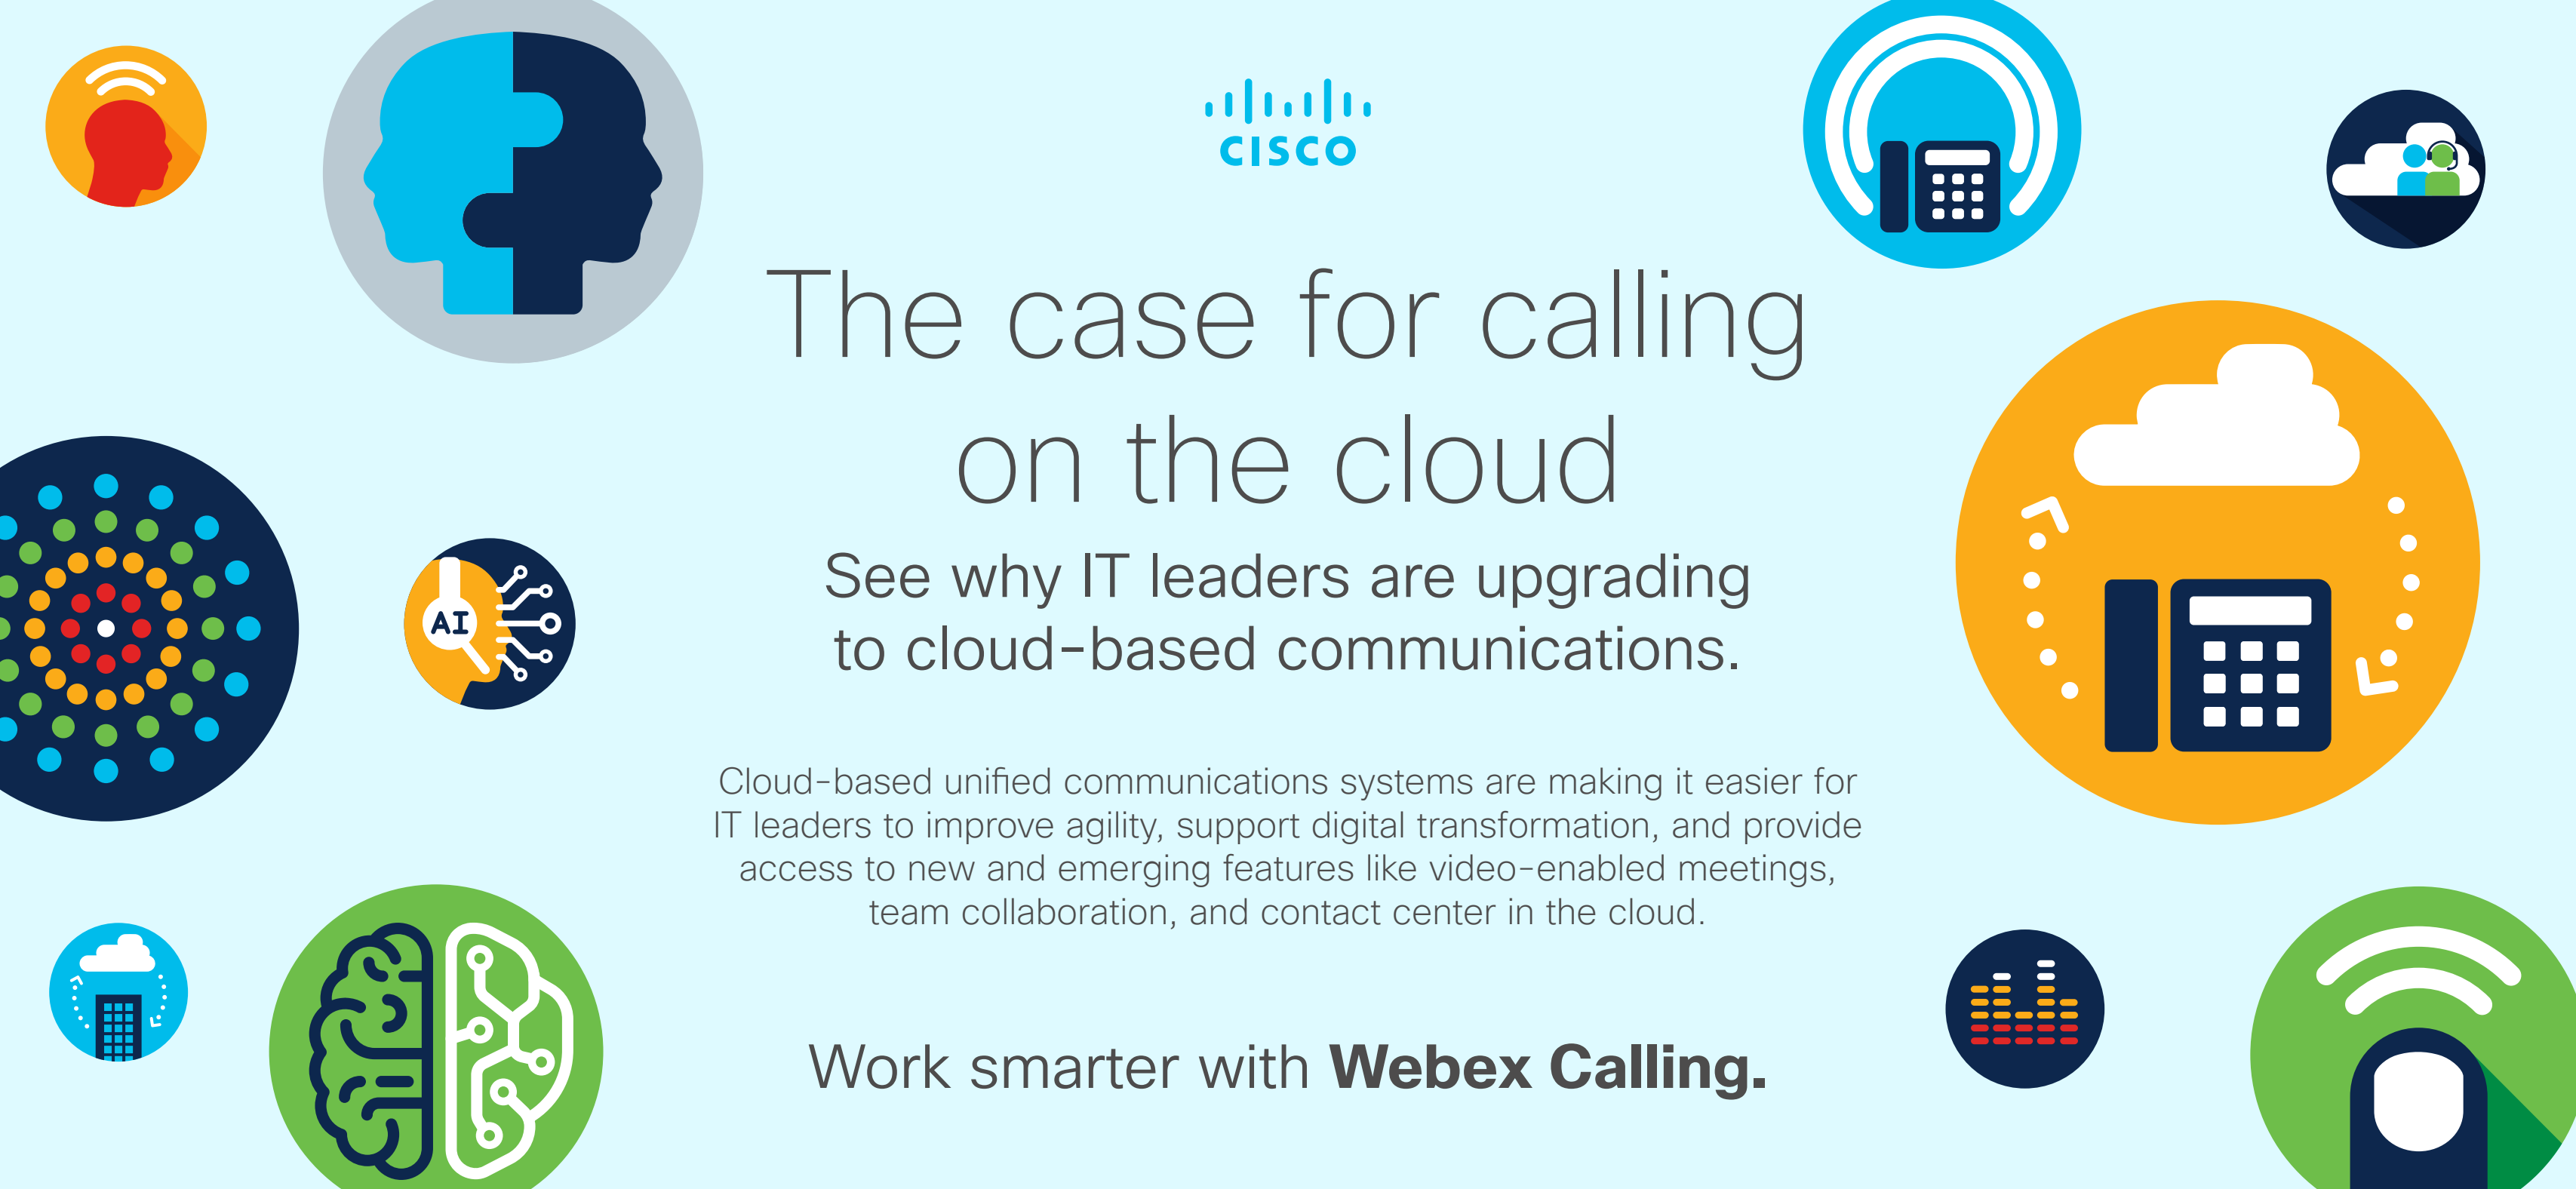 CISCO
The case for calling
on the cloud
See why IT leaders are upgrading
to cloud-based communications.
AI
Cloud-based unified communications systems are making it easier for
IT leaders to improve agility, support digital transformation, and provide
access to new and emerging features like video-enabled meetings,
team collaboration, and contact center in the cloud.
Work smarter with Webex Calling.